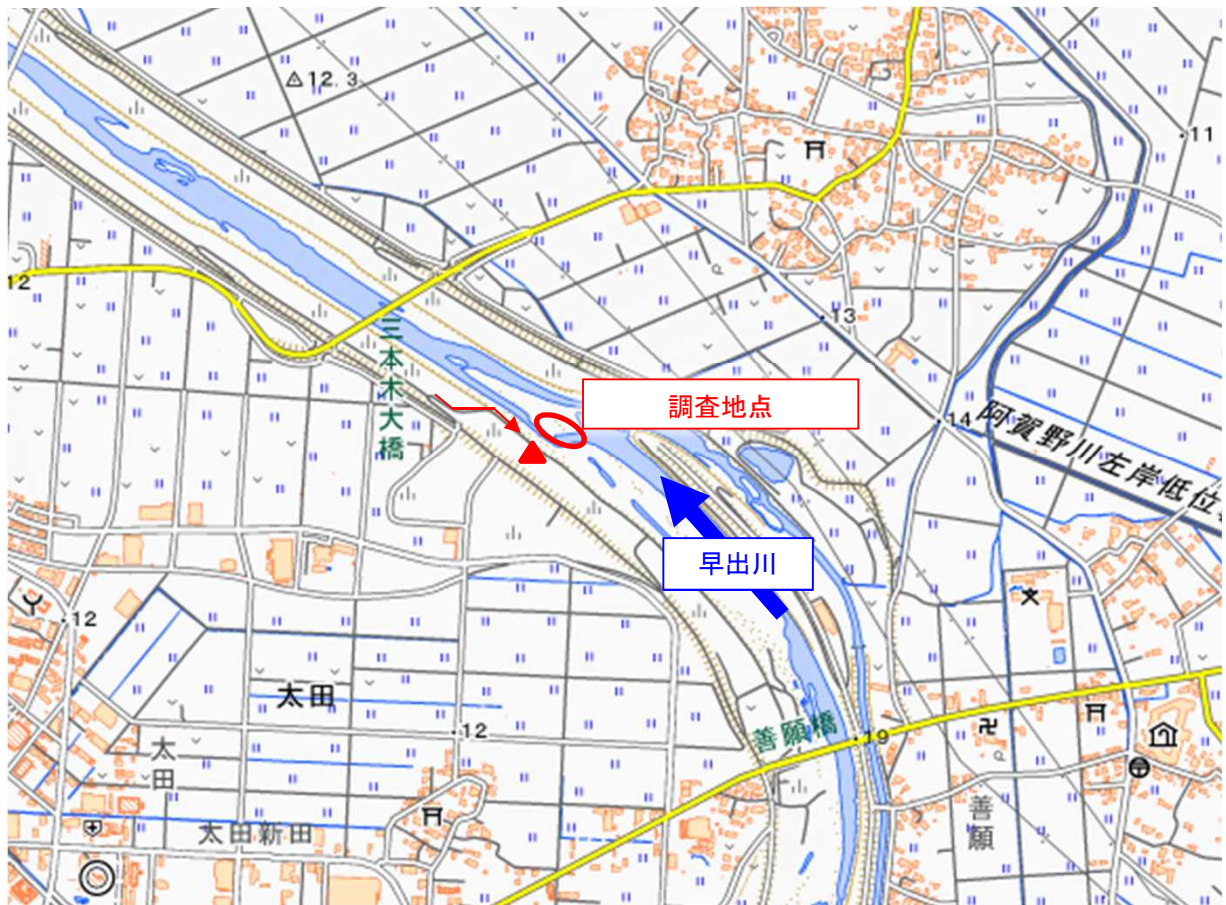 12.3
11
12
三本木大橋
13
調査地点
14
阿賀野川左岸低位
早出川
12
太田
12
善願橋
19
太田
太田新田
善願